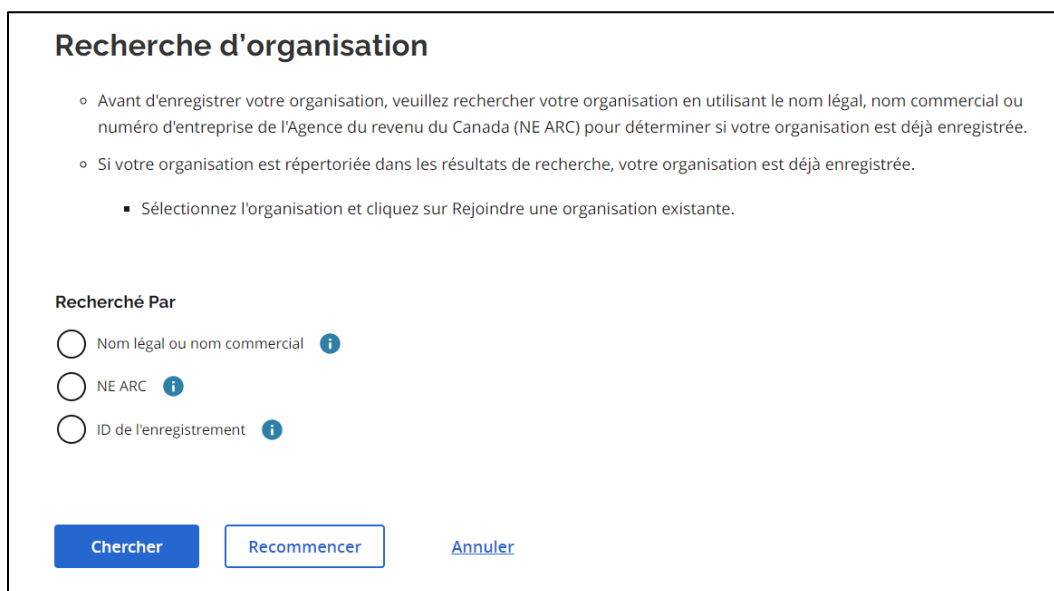 Recherche d’organisation
Avant d'enregistrer votre organisation, veuillez rechercher votre organisation en utilisant le nom légal, nom commercial ou
numéro d'entreprise de l'Agence du revenu du Canada (NE ARC) pour déterminer si votre organisation est déjà enregistrée.
Si votre organisation est répertoriée dans les résultats de recherche, votre organisation est déjà enregistrée.
Sélectionnez l'organisation et cliquez sur Rejoindre une organisation existante.
Recherché Par
Nom légal ou nom commercial
NE ARC
ID de l'enregistrement
Chercher Recommencer Annuler